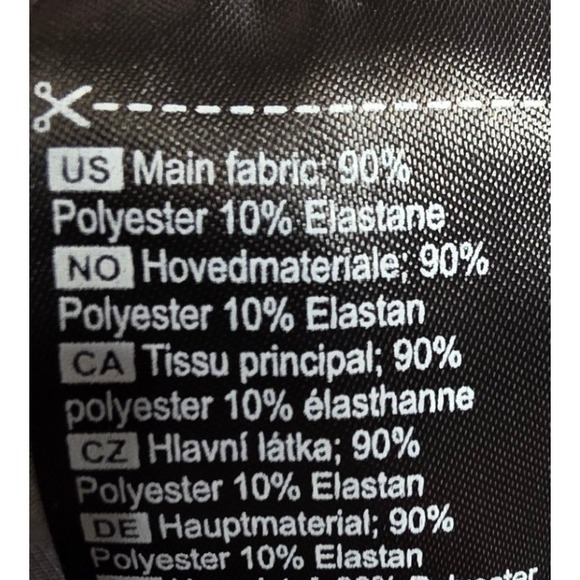 US Main fabric; 90%
Polyester 10% Elastane
NO Hovedmateriale; 90%
Polyester 10% Elastan
CA Tissu principal; 90%
polyester 10% élasthanne
CZ Hlavní látka; 90%
Polyester 10% Elastan
DE Hauptmaterial; 90%
Polyester 10% Elastan